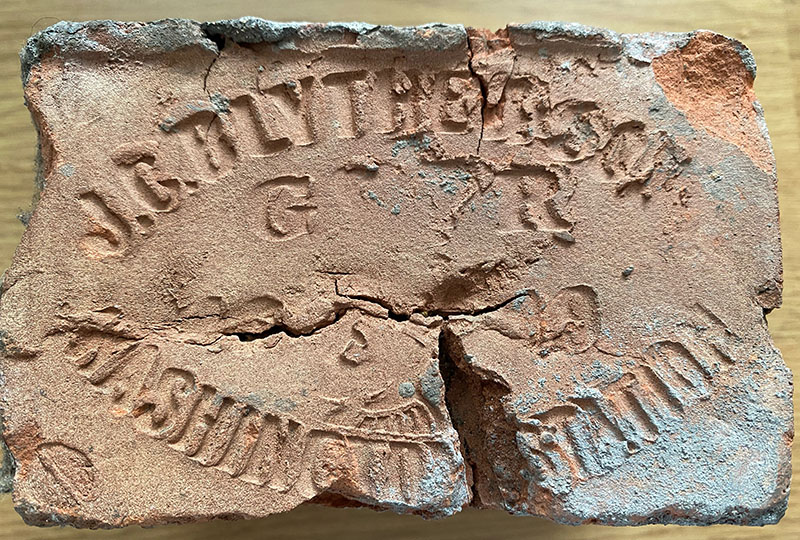 J.G.BLYTHE & SON
G R
WASHINGTON STATION